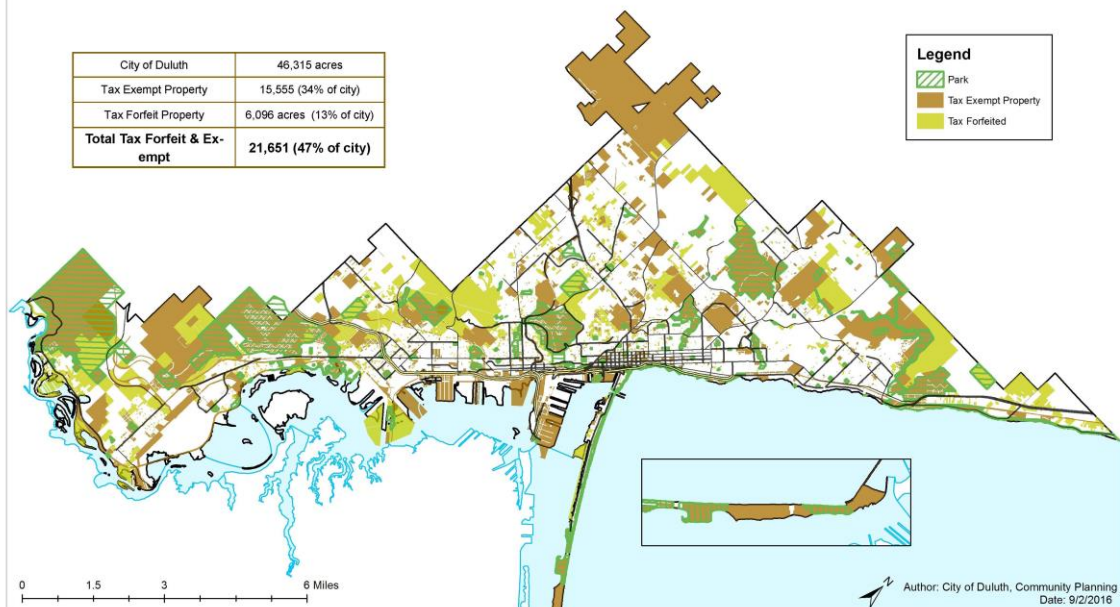 City of Duluth 46,315 acres
Tax Exempt Property 15,555 (34% of city)
Tax Forfeit Property 6,096 acres (13% of city)
Total Tax Forfeit & Ex-
empt 21,651 (47% of city)
Legend
Park
Tax Exempt Property
Tax Forfeited
0 1.5 3 6 Miles
Author: City of Duluth, Community Planning
Date: 9/2/2016